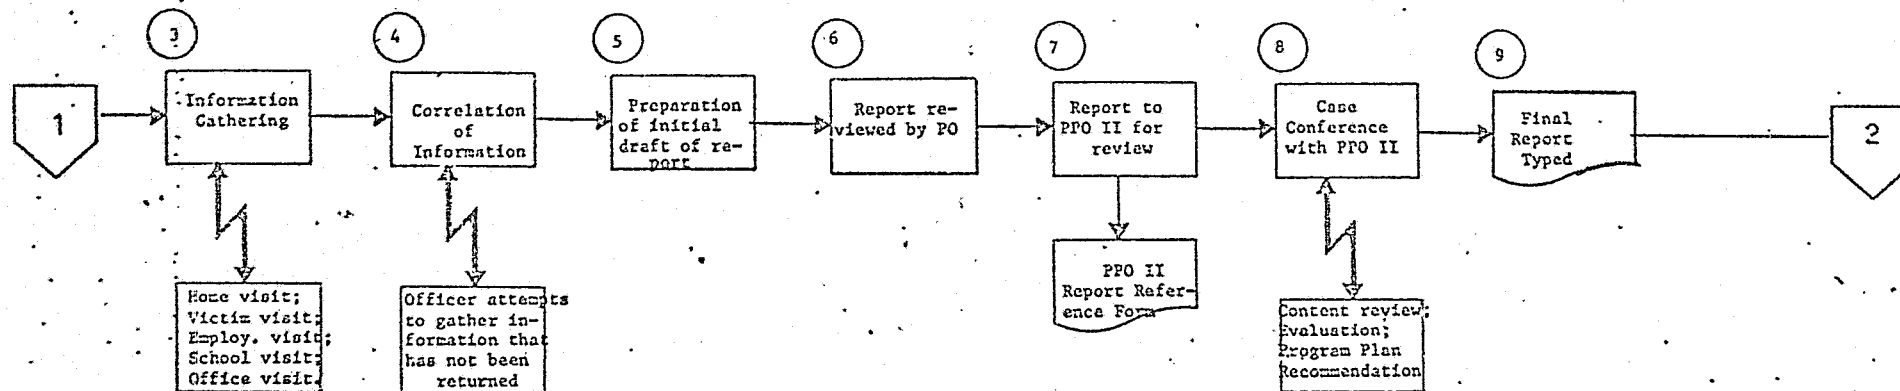 3
4
5
6
7
8
9
1
Information
Gathering
Correlation
of
Information
Preparation
of initial
draft of re-
port
Report re-
viewed by PO
Report to
PPO II for
review
Case
Conference
with PPO II
Final
Report
Typed
2
Home visit;
Victim visit;
Employ. visit;
School visit;
Office visit.
Officer attempts
to gather in-
formation that
has not been
returned
PPO II
Report Refer-
ence Form
Content review;
Evaluation;
Program Plan
Recommendation